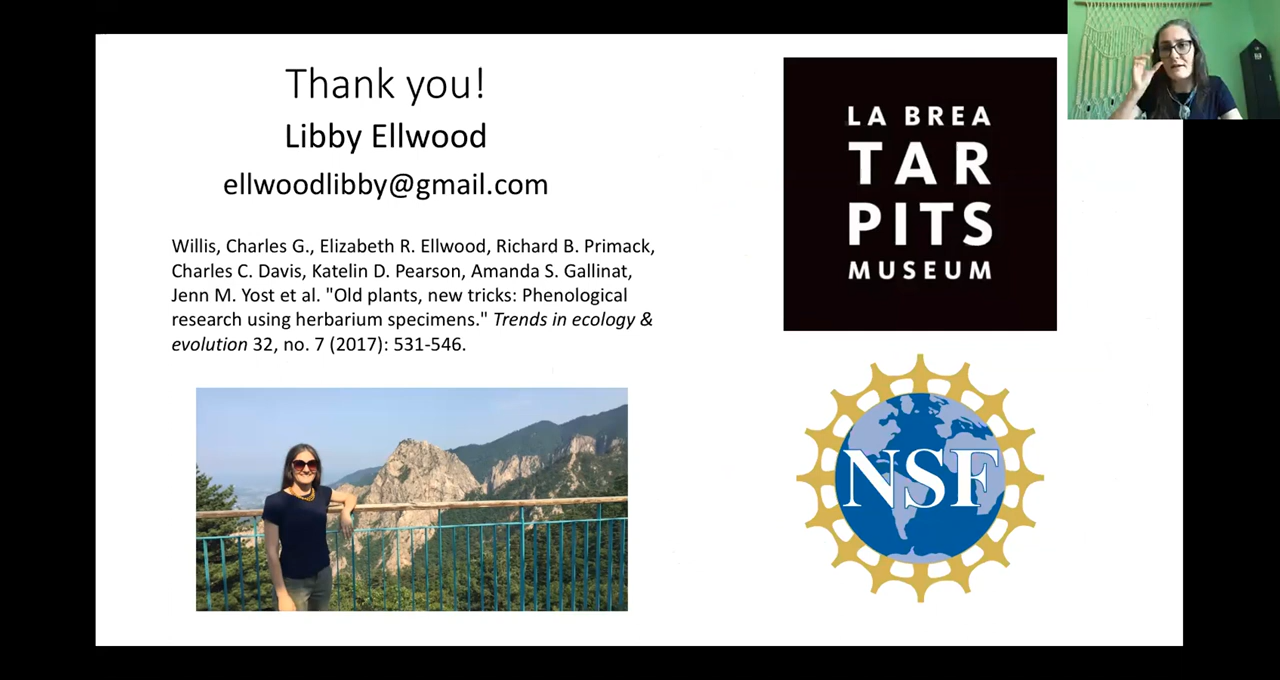 Thank you!
Libby Ellwood
ellwoodlibby@gmail.com
Willis, Charles G., Elizabeth R. Ellwood, Richard B. Primack,
Charles C. Davis, Katelin D. Pearson, Amanda S. Gallinat,
Jenn M. Yost et al. "Old plants, new tricks: Phenological
research using herbarium specimens." Trends in ecology &
evolution 32, no. 7 (2017): 531-546.
LA BREA
TAR
PITS
MUSEUM
NSF